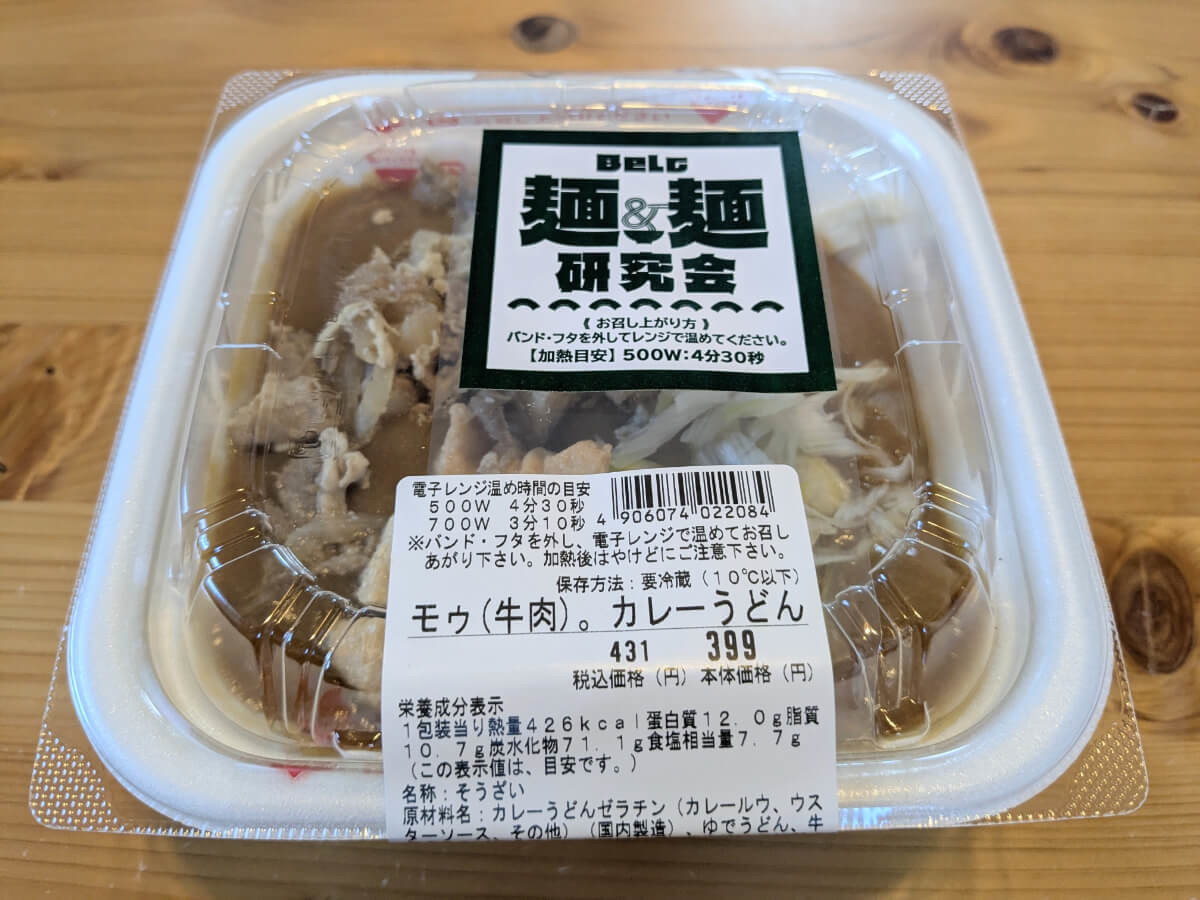 BeLC
麺&麺
研究会
《お召し上がり方》
バンド・フタを外してレンジで温めてください。
【加熱目安】500W:4分30秒
電子レンジ温め時間の目安
500W 4分30秒
700W 3分10秒
4 906074 022084
※バンド・フタを外し、電子レンジで温めてお召し
あがり下さい。加熱後はやけどにご注意下さい。
保存方法:要冷蔵(10℃以下)
モゥ(牛肉)。カレーうどん
431 399
税込価格(円) 本体価格(円)
栄養成分表示
1包装当り熱量426kcal蛋白質12.0g脂質
10.7g炭水化物71.1g食塩相当量7.7g
(この表示値は、目安です。)
名称:そうざい
原材料名:カレーうどんゼラチン(カレールウ、ウス
ターソース、その他)(国内製造)、ゆでうどん、牛